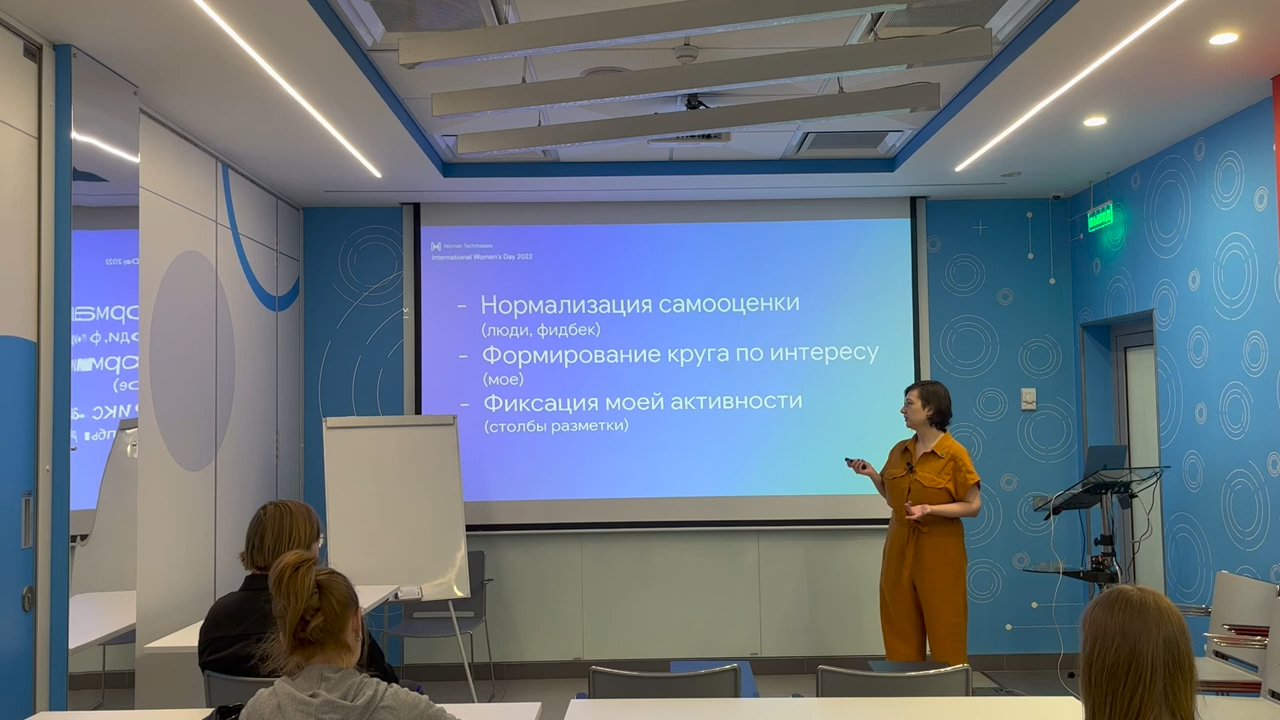 Women Techmakers
International Women's Day 2022
- Нормализация самооценки
(люди, фидбек)
- Формирование круга по интересу
(мое)
- Фиксация моей активности
(столбы разметки)